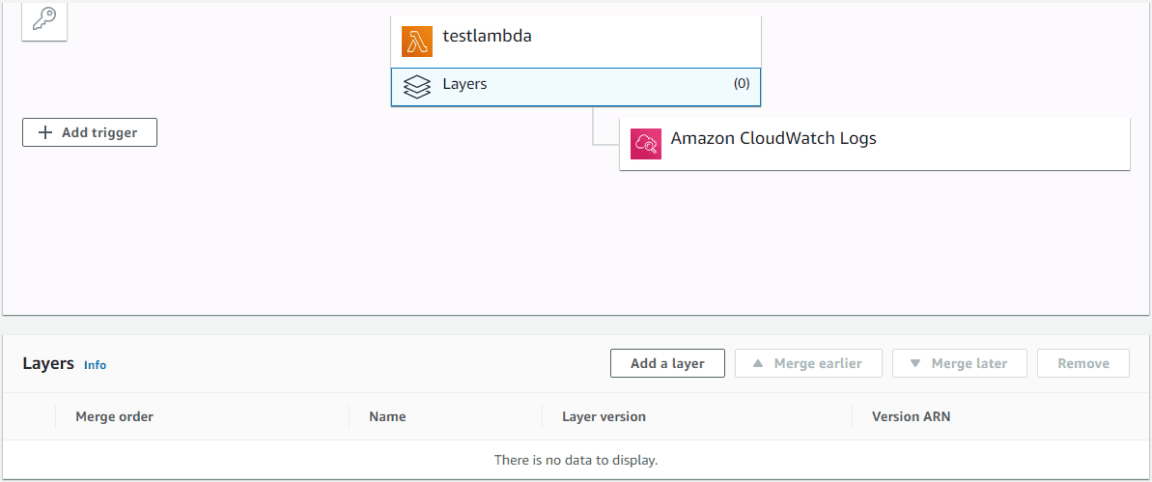 testlambda
Layers (0)
Add trigger
Amazon CloudWatch Logs
Layers Info Add a layer Merge earlier Merge later Remove
Merge order Name Layer version Version ARN
There is no data to display.